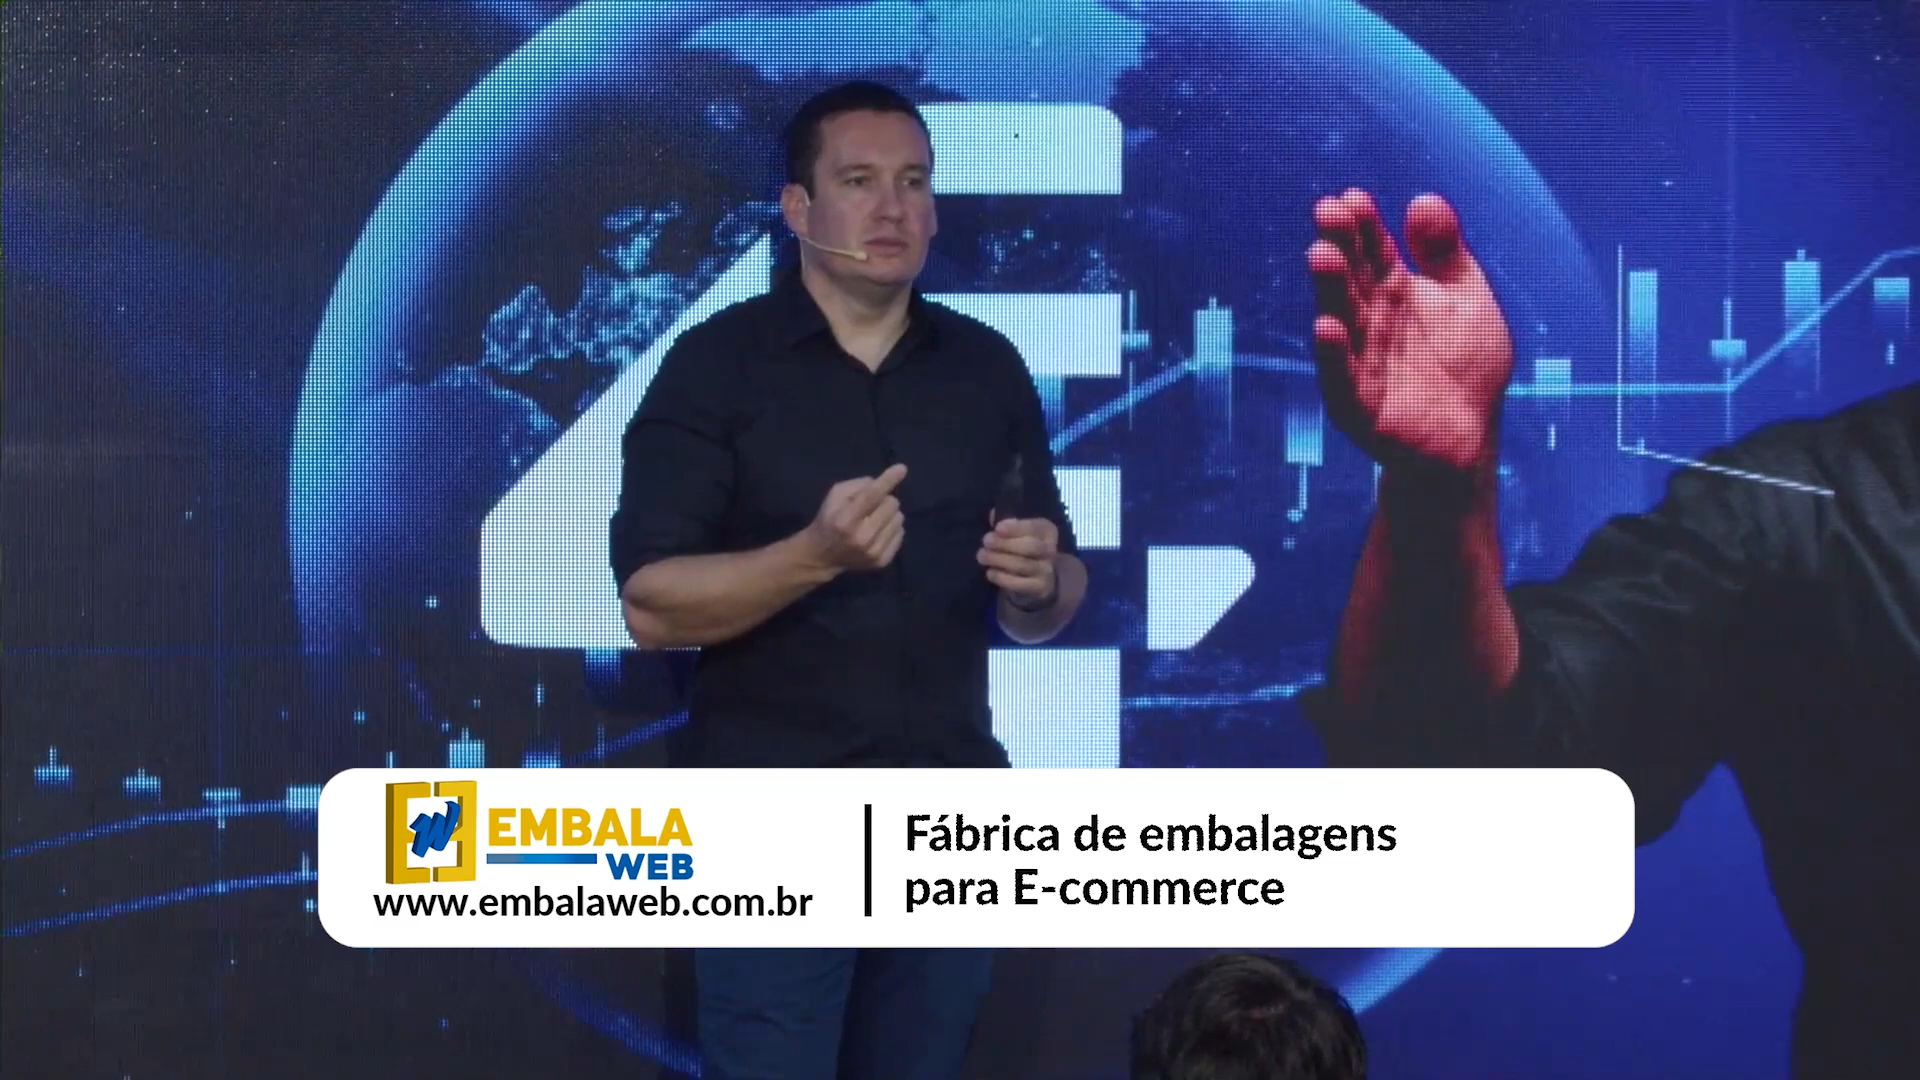 EMBALA
WEB
www.embalaweb.com.br
Fábrica de embalagens
para E-commerce